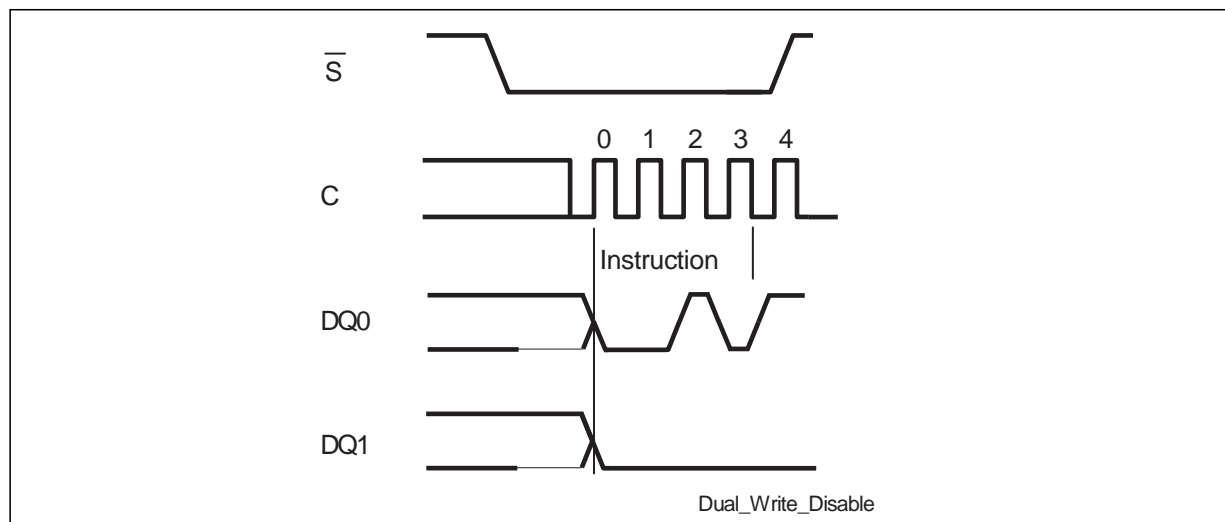 S̅
0 1 2 3 4
C
Instruction
DQ0
DQ1
Dual_Write_Disable